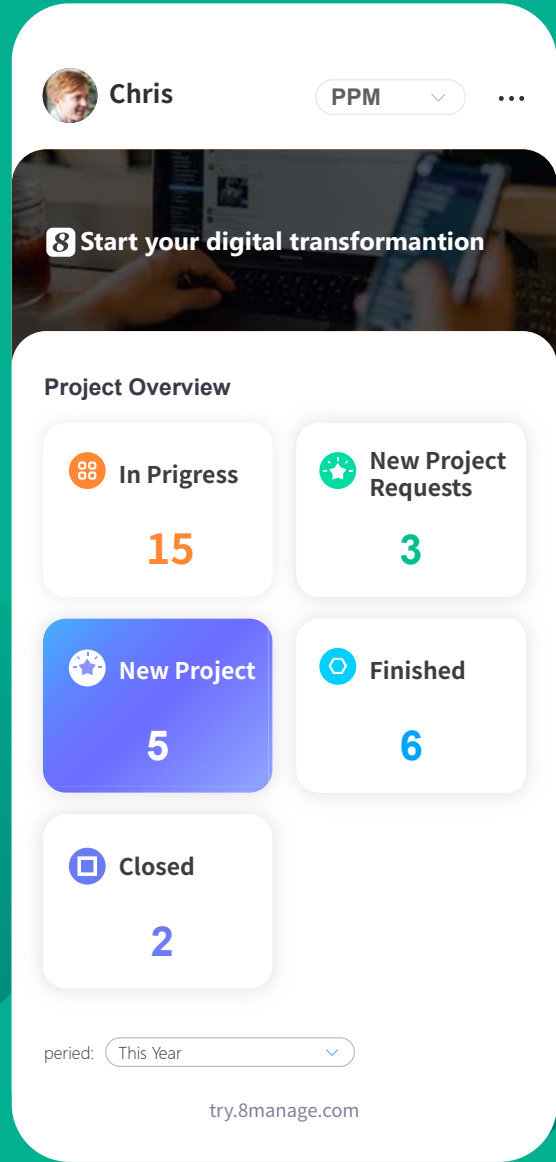 Chris
PPM
8 Start your digital transformantion
Project Overview
In Prigress
15
New Project
Requests
3
New Project
5
Finished
6
Closed
2
peried: This Year
try.8manage.com